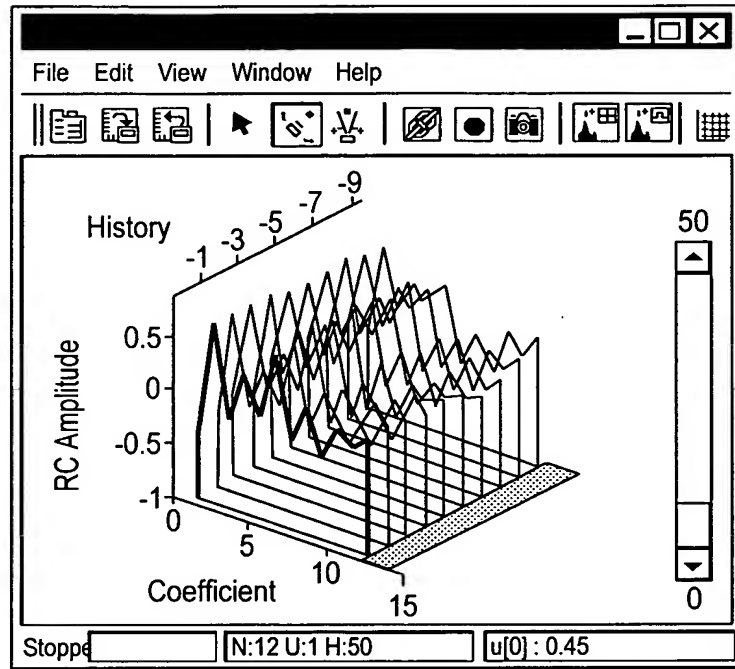 File Edit View Window Help
History
-1 -3 -5 -7 -9
50
0.5
0
-0.5
-1
RC Amplitude
0 5 10 15
Coefficient
0
Stoppe
N:12 U:1 H:50
u[0] : 0.45